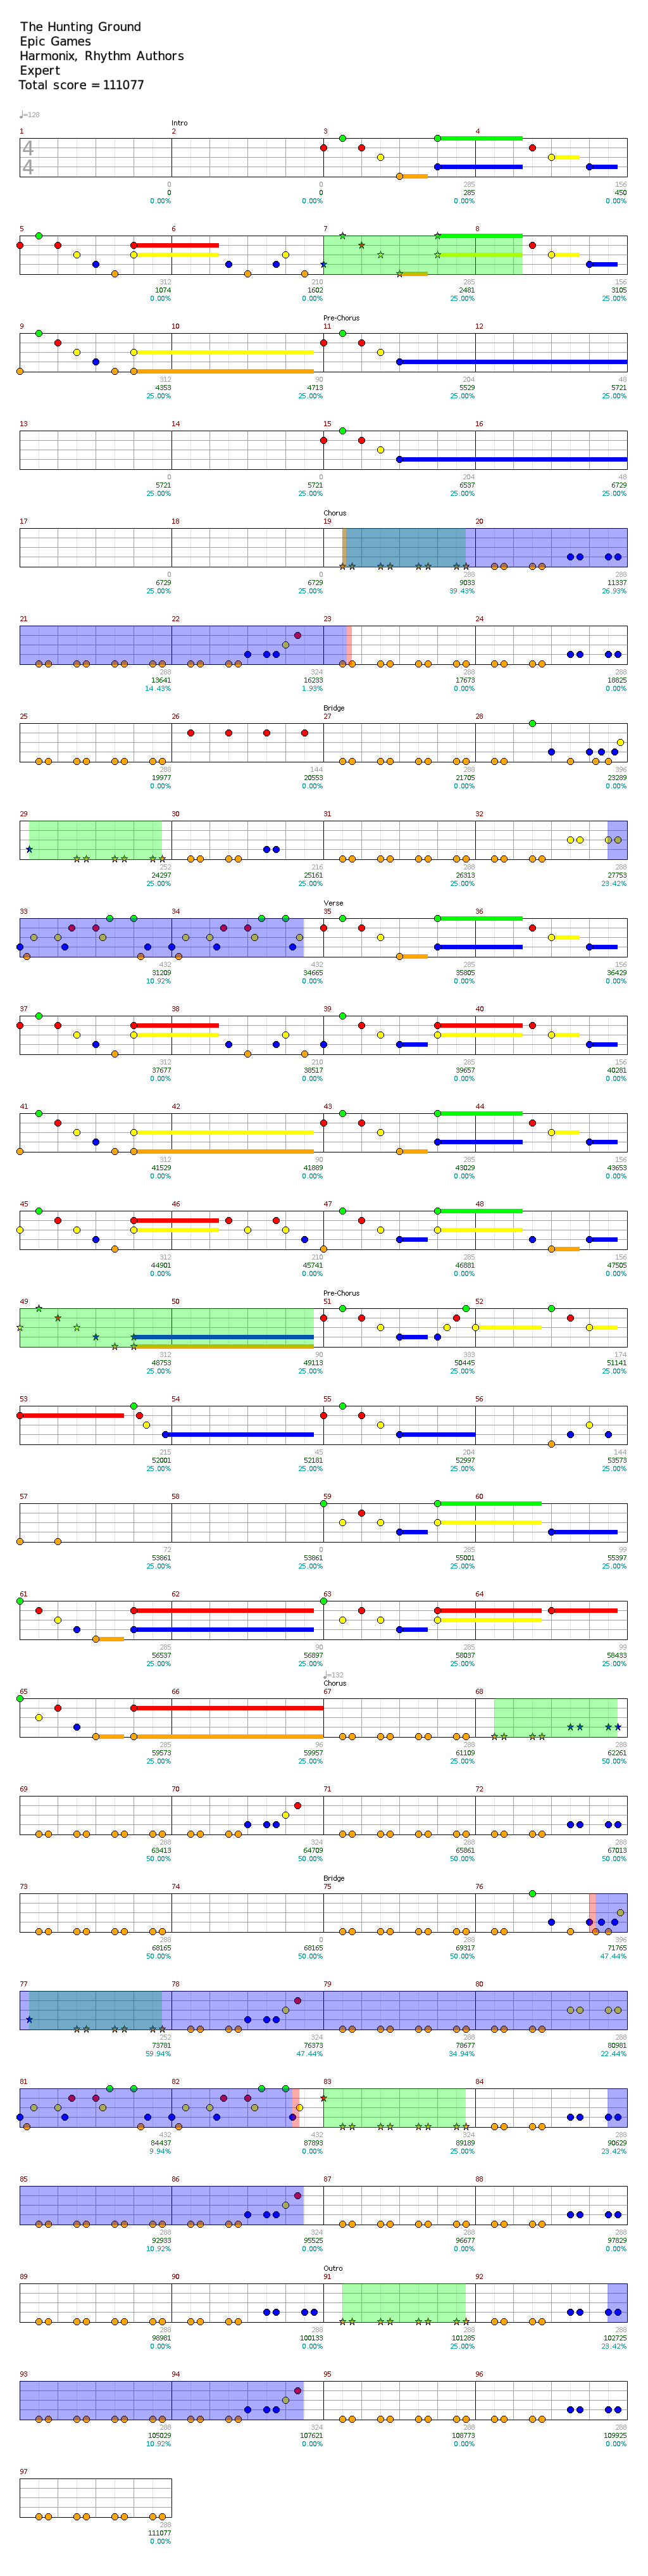 The Hunting Ground
Epic Games
Harmonix, Rhythm Authors
Expert
Total score = 111077
♩=128
Intro
1 2 3 4
4
4
0 0 285 156
0 0 285 450
0.00% 0.00% 0.00% 0.00%
5 6 7 8
312 210 285 156
1074 1602 2481 3105
0.00% 0.00% 25.00% 25.00%
Pre-Chorus
9 10 11 12
312 90 204 48
4353 4713 5529 5721
25.00% 25.00% 25.00% 25.00%
13 14 15 16
0 0 204 48
5721 5721 6537 6729
25.00% 25.00% 25.00% 25.00%
Chorus
17 18 19 20
0 0 288 288
6729 6729 9033 11337
25.00% 25.00% 39.43% 26.93%
21 22 23 24
288 324 288 288
13641 16233 17673 18825
14.43% 1.93% 0.00% 0.00%
Bridge
25 26 27 28
288 144 288 396
19977 20553 21705 23289
0.00% 0.00% 0.00% 0.00%
29 30 31 32
252 216 288 288
24297 25161 26313 27753
25.00% 25.00% 25.00% 23.42%
Verse
33 34 35 36
432 432 285 156
31209 34665 35805 36429
10.92% 0.00% 0.00% 0.00%
37 38 39 40
312 210 285 156
37677 38517 39657 40281
0.00% 0.00% 0.00% 0.00%
41 42 43 44
312 90 285 156
41529 41889 43029 43653
0.00% 0.00% 0.00% 0.00%
45 46 47 48
312 210 285 156
44901 45741 46881 47505
0.00% 0.00% 0.00% 0.00%
Pre-Chorus
49 50 51 52
312 90 333 174
48753 49113 50445 51141
25.00% 25.00% 25.00% 25.00%
53 54 55 56
215 45 204 144
52001 52181 52997 53573
25.00% 25.00% 25.00% 25.00%
57 58 59 60
72 0 285 99
53861 53861 55001 55397
25.00% 25.00% 25.00% 25.00%
61 62 63 64
285 90 285 99
56537 56897 58037 58433
25.00% 25.00% 25.00% 25.00%
♩=132
Chorus
65 66 67 68
285 96 288 288
59573 59957 61109 62261
25.00% 25.00% 25.00% 50.00%
69 70 71 72
288 324 288 288
63413 64709 65861 67013
50.00% 50.00% 50.00% 50.00%
Bridge
73 74 75 76
288 0 288 396
68165 68165 69317 71765
50.00% 50.00% 50.00% 47.44%
77 78 79 80
252 324 288 288
73781 76373 78677 80981
59.94% 47.44% 34.94% 22.44%
81 82 83 84
432 432 324 288
84437 87893 89189 90629
9.94% 0.00% 25.00% 23.42%
85 86 87 88
288 324 288 288
92933 95525 96677 97829
10.92% 0.00% 0.00% 0.00%
Outro
89 90 91 92
288 288 288 288
98981 100133 101285 102725
0.00% 0.00% 25.00% 23.42%
93 94 95 96
288 324 288 288
105029 107621 108773 109925
10.92% 0.00% 0.00% 0.00%
97
288
111077
0.00%